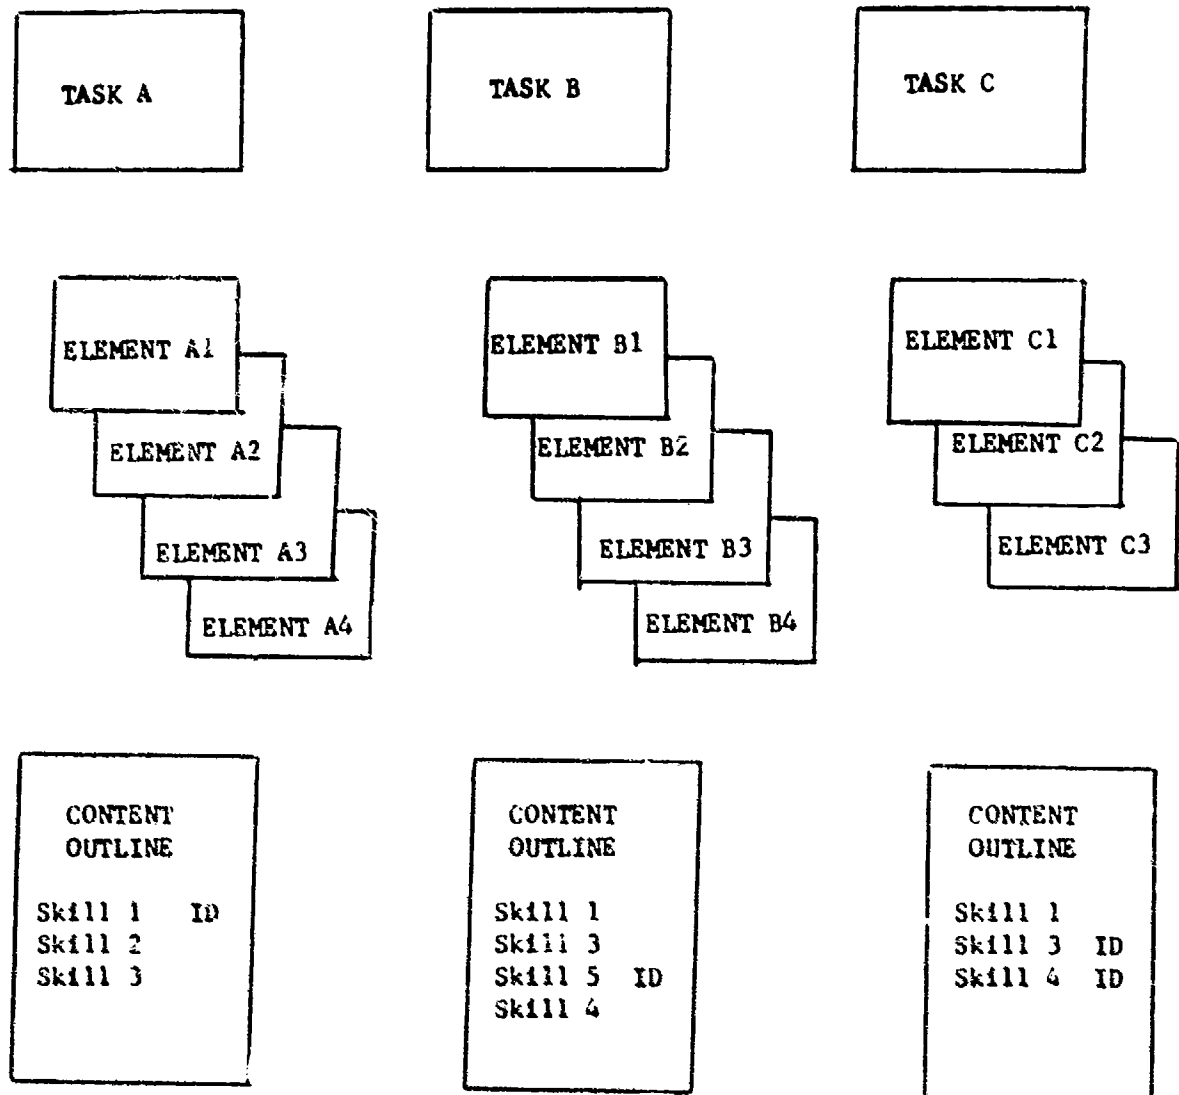 TASK A
TASK B
TASK C
ELEMENT A1
ELEMENT A2
ELEMENT A3
ELEMENT A4
ELEMENT B1
ELEMENT B2
ELEMENT B3
ELEMENT B4
ELEMENT C1
ELEMENT C2
ELEMENT C3
CONTENT
OUTLINE
Skill 1 ID
Skill 2
Skill 3
CONTENT
OUTLINE
Skill 1
Skill 3
Skill 5 ID
Skill 4
CONTENT
OUTLINE
Skill 1
Skill 3 ID
Skill 4 ID